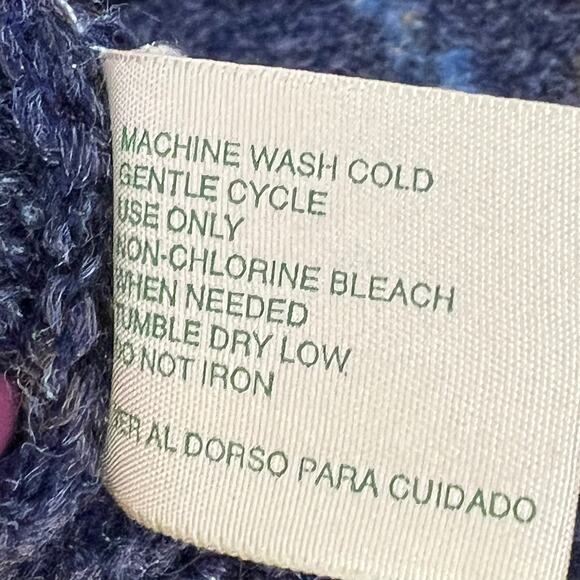 MACHINE WASH COLD
GENTLE CYCLE
USE ONLY
NON-CHLORINE BLEACH
WHEN NEEDED
TUMBLE DRY LOW
DO NOT IRON
VER AL DORSO PARA CUIDADO